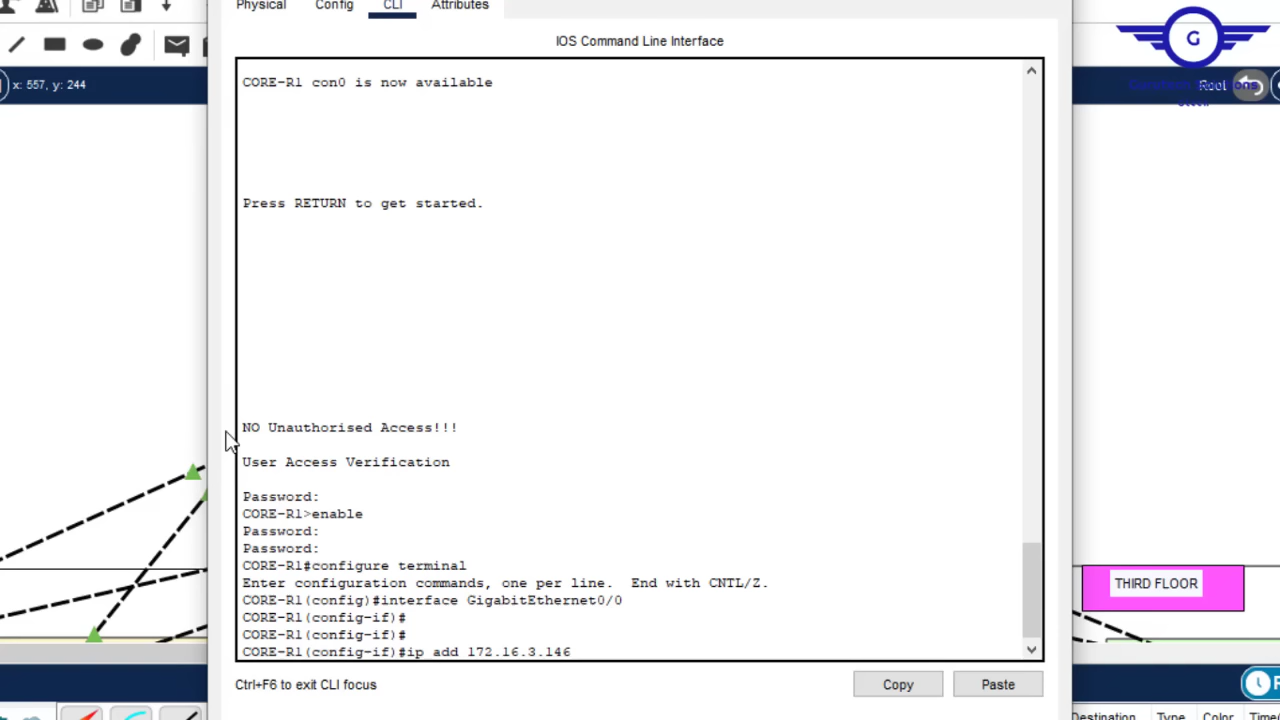 Physical Config CLI Attributes
IOS Command Line Interface
G
x: 557, y: 244
Root
CORE-R1 con0 is now available
Press RETURN to get started.
NO Unauthorised Access!!!
User Access Verification
Password:
CORE-R1>enable
Password:
Password:
CORE-R1#configure terminal
Enter configuration commands, one per line.  End with CNTL/Z.
CORE-R1(config)#interface GigabitEthernet0/0
CORE-R1(config-if)#
CORE-R1(config-if)#
CORE-R1(config-if)#ip add 172.16.3.146
THIRD FLOOR
Ctrl+F6 to exit CLI focus
Copy Paste
Destination Type Color